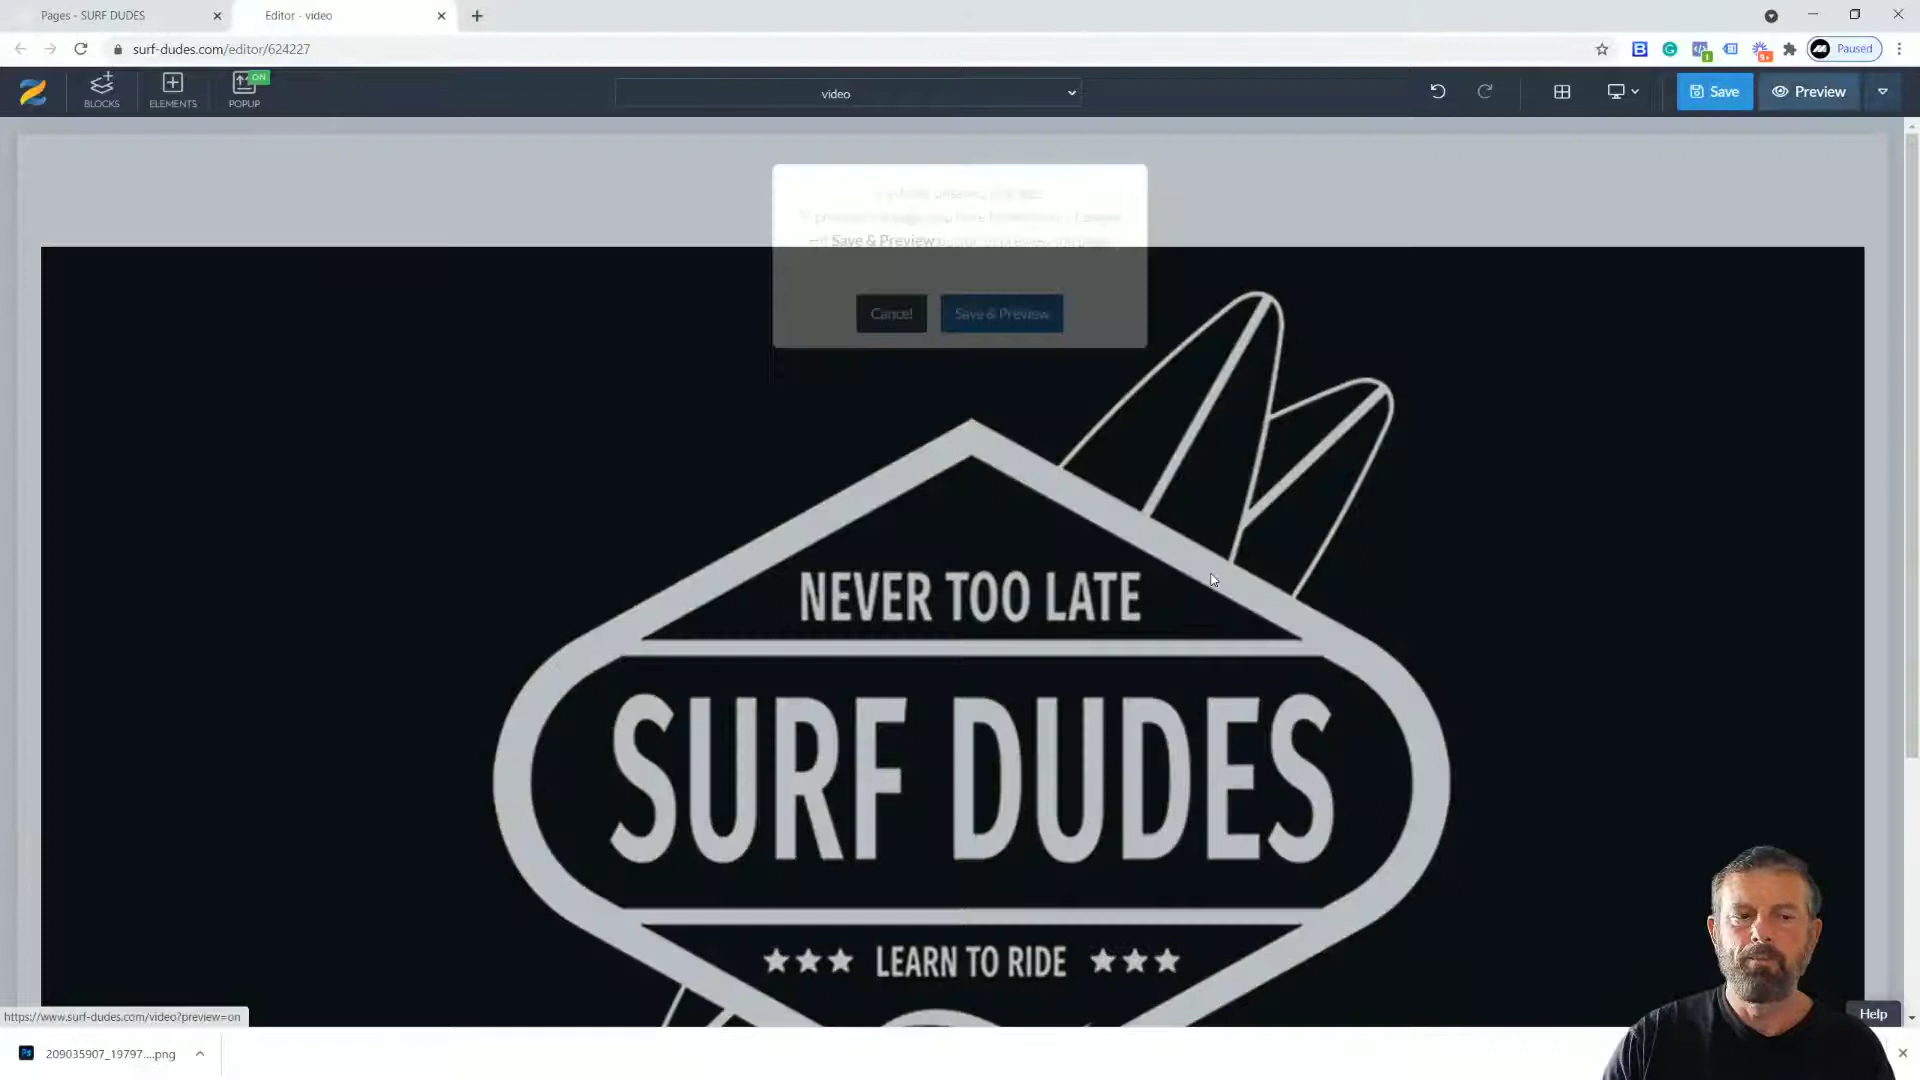 Pages - SURF DUDES
Editor - video
surf-dudes.com/editor/624227
Paused
BLOCKS
ELEMENTS
POPUP
ON
video
Save
Preview
Save & Preview
Cancel
Save & Preview
NEVER TOO LATE
SURF DUDES
LEARN TO RIDE
https://www.surf-dudes.com/video?preview=on
Help
209035907_19797....png